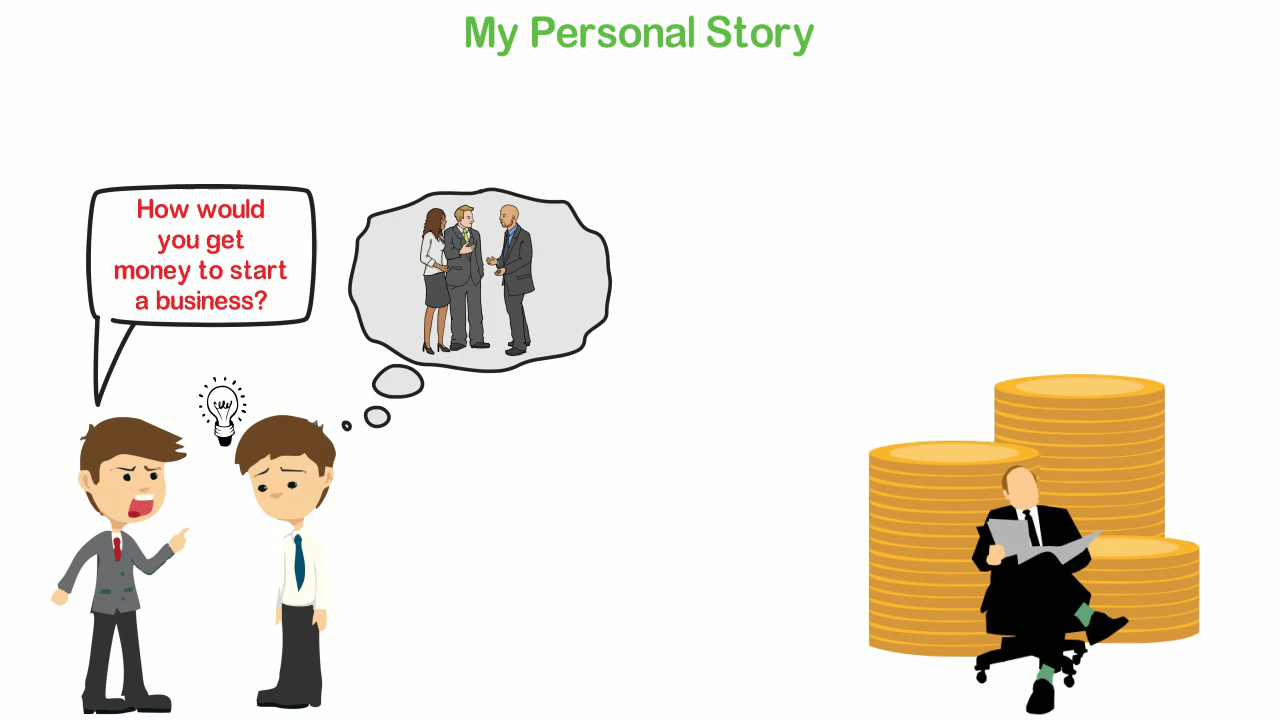 My Personal Story
How would
you get
money to start
a business?